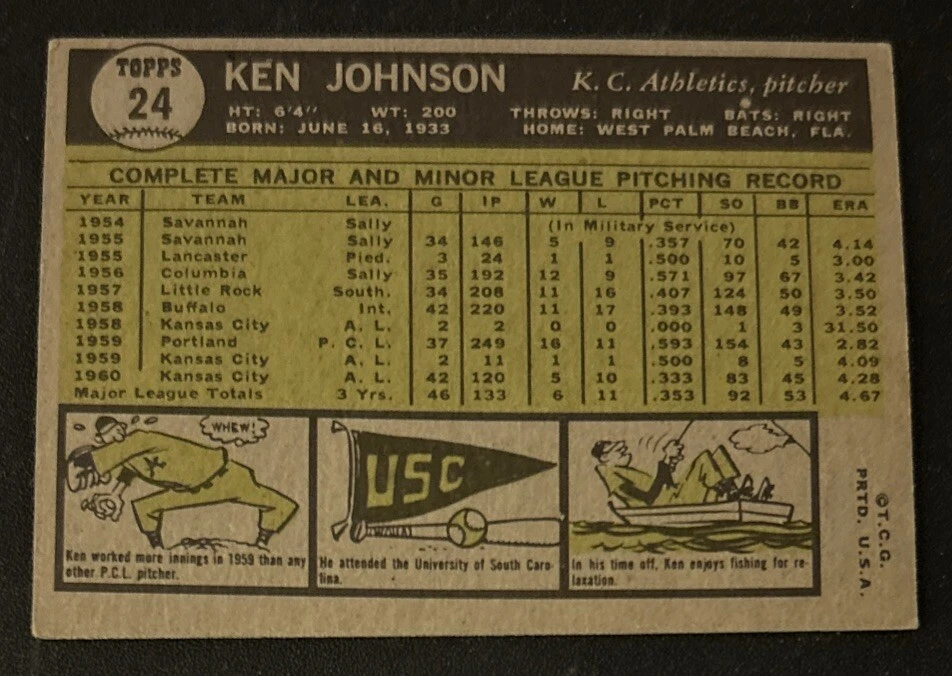 TOPPS
24
KEN JOHNSON K. C. Athletics, pitcher
HT: 6'4" WT: 200 THROWS: RIGHT BATS: RIGHT
BORN: JUNE 16, 1933 HOME: WEST PALM BEACH, FLA.
COMPLETE MAJOR AND MINOR LEAGUE PITCHING RECORD
YEAR TEAM LEA. G IP W L PCT SO BB ERA
1954 Savannah Sally (In Military Service)
1955 Savannah Sally 34 146 5 9 .357 70 42 4.14
1955 Lancaster Pied. 3 24 1 1 .500 10 5 3.00
1956 Columbia Sally 35 192 12 9 .571 97 67 3.42
1957 Little Rock South. 34 208 11 16 .407 124 50 3.50
1958 Buffalo Int. 42 220 11 17 .393 148 49 3.52
1958 Kansas City A. L. 2 2 0 0 .000 1 3 31.50
1959 Portland P. C. L. 37 249 16 11 .593 154 43 2.82
1959 Kansas City A. L. 2 11 1 1 .500 8 5 4.09
1960 Kansas City A. L. 42 120 5 10 .333 83 45 4.28
Major League Totals 3 Yrs. 46 133 6 11 .353 92 53 4.67
WHEW!
Ken worked more innings in 1959 than any
other P.C.L. pitcher.
USC
He attended the University of South Caro-
lina.
In his time off, Ken enjoys fishing for re-
laxation.
©T.C.G.
PRTD. U.S.A.